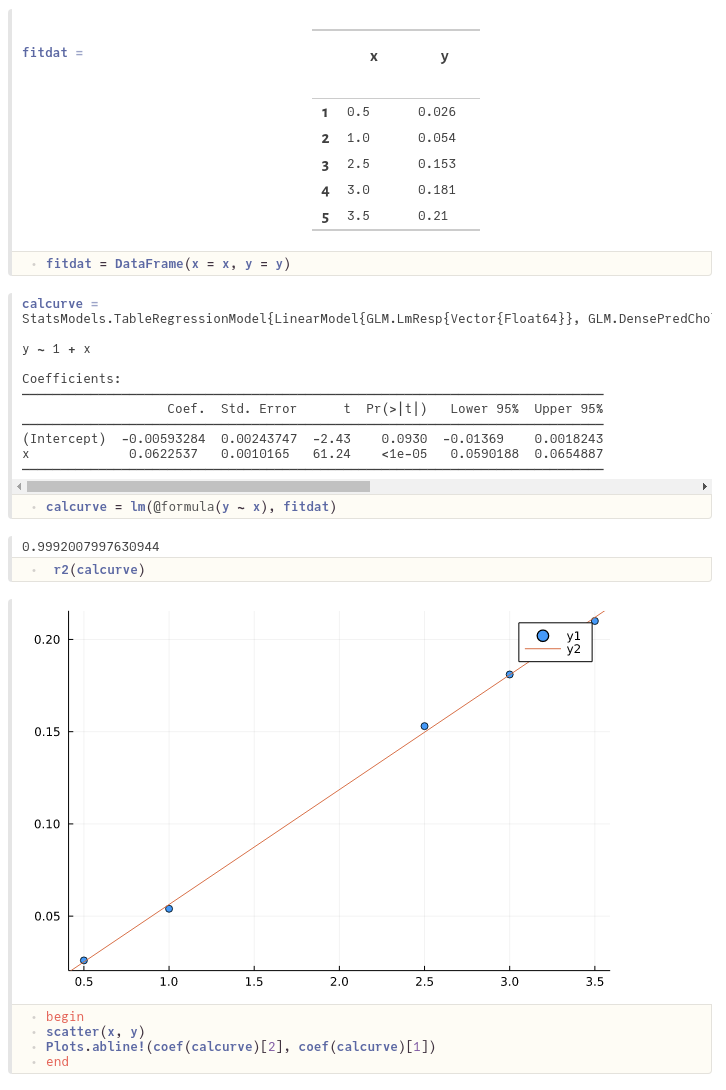 fitdat =
x y
1 0.5 0.026
2 1.0 0.054
3 2.5 0.153
4 3.0 0.181
5 3.5 0.21
fitdat = DataFrame(x = x, y = y)
calcurve =
StatsModels.TableRegressionModel{LinearModel{GLM.LmResp{Vector{Float64}}, GLM.DensePredChol
y ~ 1 + x
Coefficients:
Coef. Std. Error t Pr(>|t|) Lower 95% Upper 95%
(Intercept) -0.00593284 0.00243747 -2.43 0.0930 -0.01369 0.0018243
x 0.0622537 0.0010165 61.24 <1e-05 0.0590188 0.0654887
calcurve = lm(@formula(y ~ x), fitdat)
0.9992007997630944
r2(calcurve)
y1
y2
0.20
0.15
0.10
0.05
0.5 1.0 1.5 2.0 2.5 3.0 3.5
begin
scatter(x, y)
Plots.abline!(coef(calcurve)[2], coef(calcurve)[1])
end